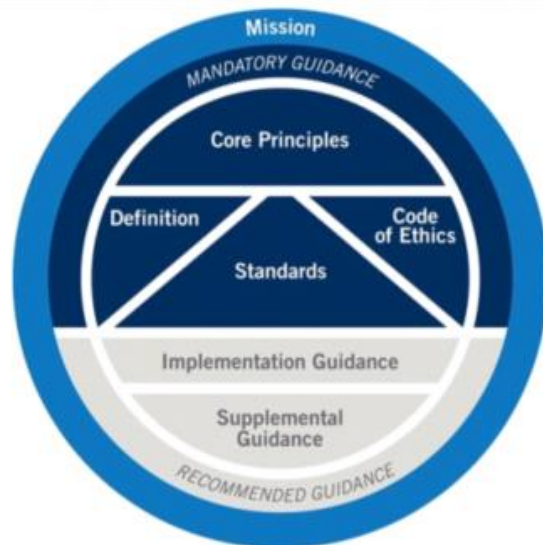 Mission
MANDATORY GUIDANCE
Core Principles
Definition
Code
of Ethics
Standards
Implementation Guidance
Supplemental
Guidance
RECOMMENDED GUIDANCE